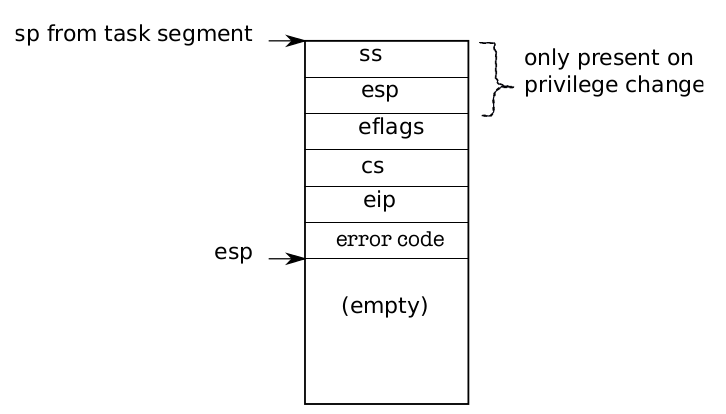 sp from task segment
ss
only present on
privilege change
esp
eflags
cs
eip
error code
esp
(empty)